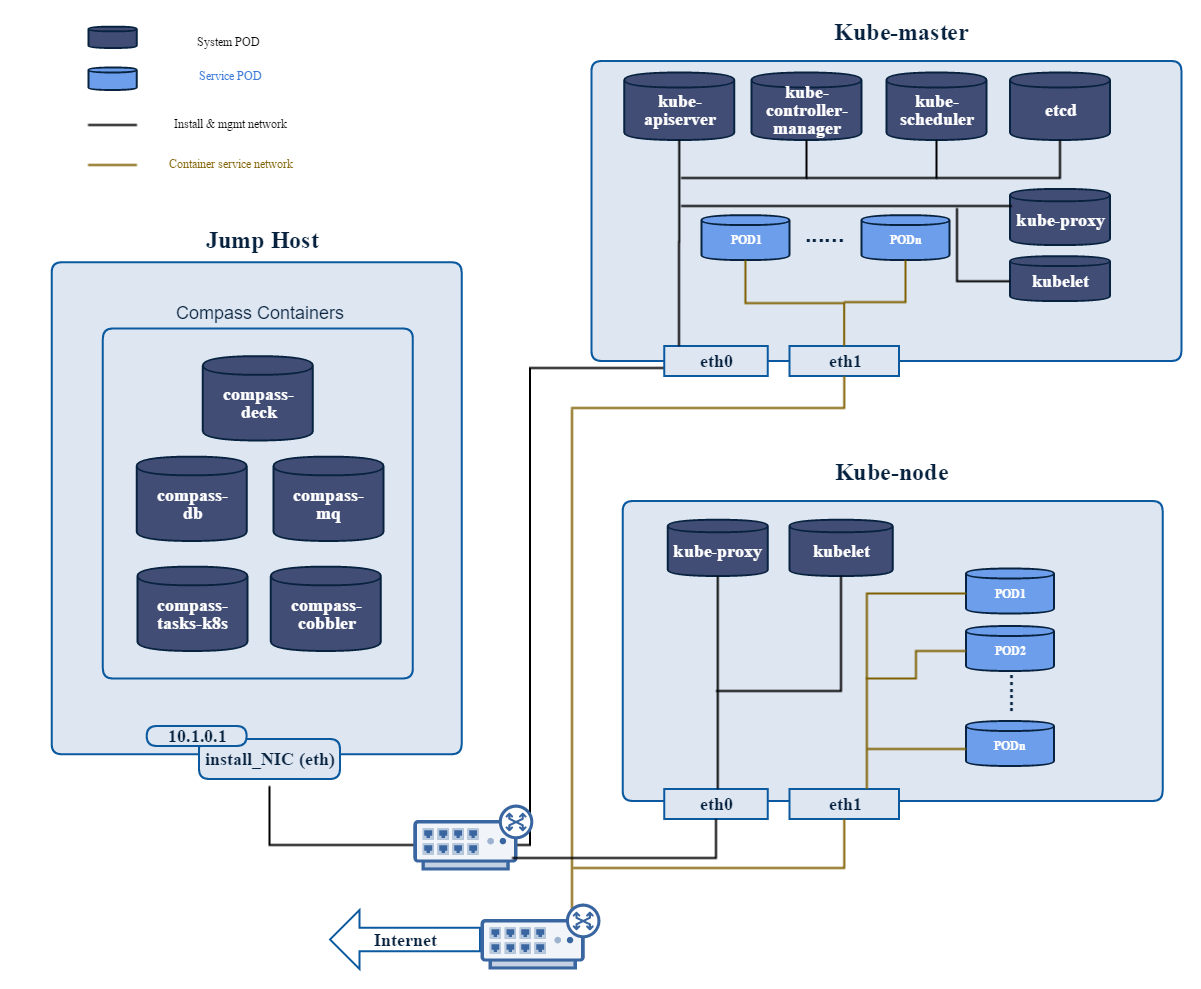 System POD
Service POD
Install & mgmt network
Container service network
Kube-master
kube-
apiserver
kube-
controller-
manager
kube-
scheduler
etcd
kube-proxy
POD1
......
PODn
kubelet
eth0
eth1
Jump Host
Compass Containers
compass-
deck
compass-
db
compass-
mq
compass-
tasks-k8s
compass-
cobbler
10.1.0.1
install_NIC (eth)
Kube-node
kube-proxy
kubelet
POD1
POD2
PODn
eth0
eth1
Internet